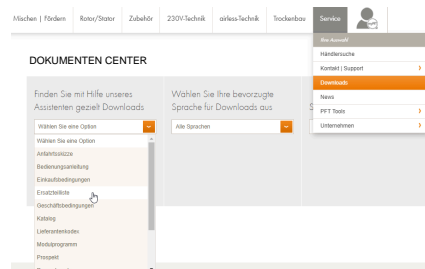 Mischen | Fördern   Rotor/Stator   Zubehör   230V-Technik   airless-Technik   Trockenbau   Service
Ihre Auswahl
Händlersuche
Kontakt | Support
Downloads
News
PFT Tools
Unternehmen
DOKUMENTEN CENTER
Finden Sie mit Hilfe unseres
Assistenten gezielt Downloads
Wählen Sie eine Option
Wählen Sie eine Option
Anfahrtsskizze
Bedienungsanleitung
Einkaufsbedingungen
Ersatzteilliste
Geschäftsbedingungen
Katalog
Lieferantenkodex
Modulprogramm
Prospekt
Wählen Sie Ihre bevorzugte
Sprache für Downloads aus
Alle Sprachen